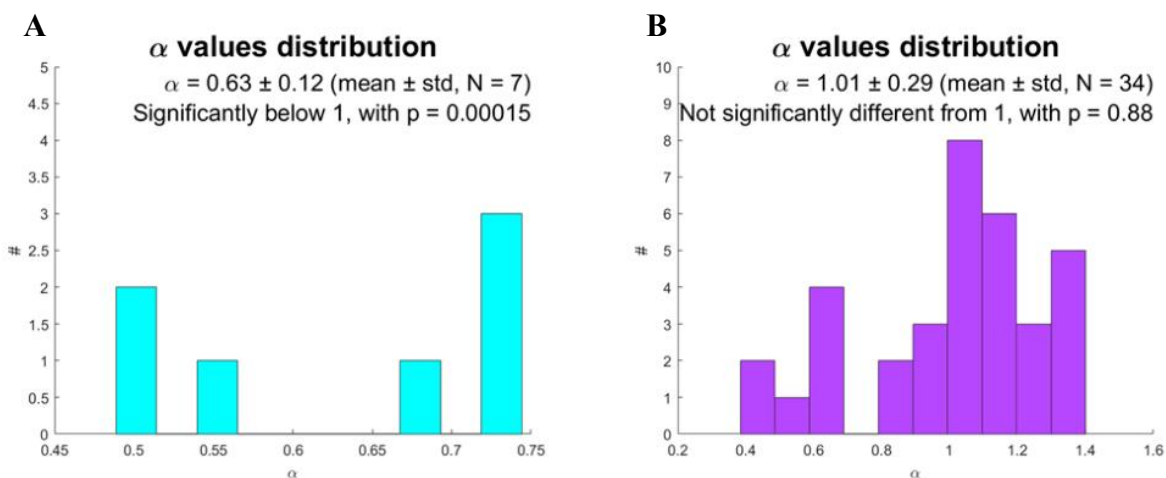 A
α values distribution
α = 0.63 ± 0.12 (mean ± std, N = 7)
Significantly below 1, with p = 0.00015
5
4.5
4
3.5
3
2.5
2
1.5
1
0.5
0
#
0.45 0.5 0.55 0.6 0.65 0.7 0.75
α
B
α values distribution
α = 1.01 ± 0.29 (mean ± std, N = 34)
Not significantly different from 1, with p = 0.88
10
9
8
7
6
5
4
3
2
1
0
#
0.2 0.4 0.6 0.8 1 1.2 1.4 1.6
α